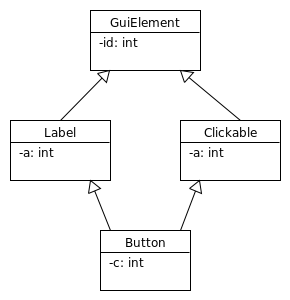 GuiElement
-id: int
Label
-a: int
Clickable
-a: int
Button
-c: int